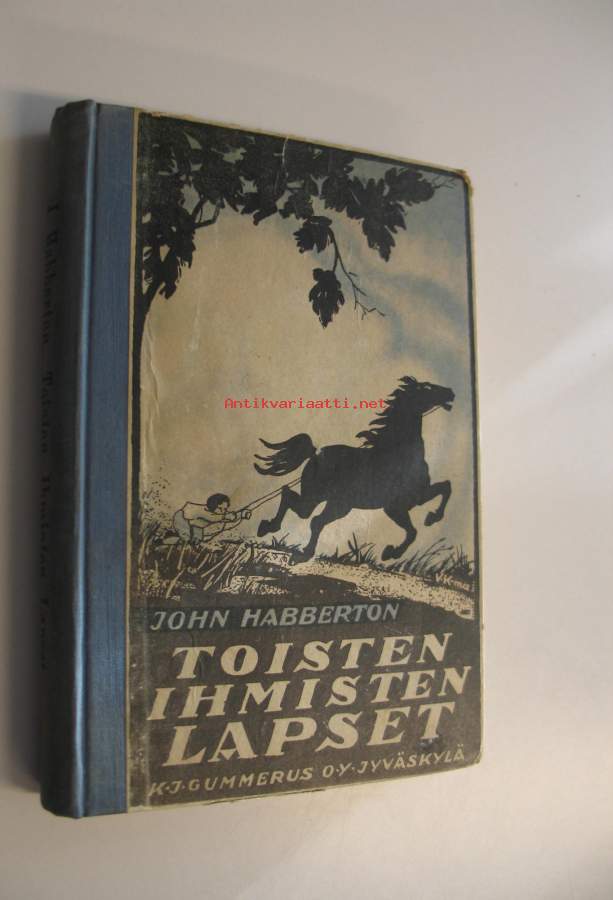 Antikvariaatti.net
JOHN HABBERTON
TOISTEN
IHMISTEN
LAPSET
K·J·GUMMERUS O·Y·JYVÄSKYLÄ